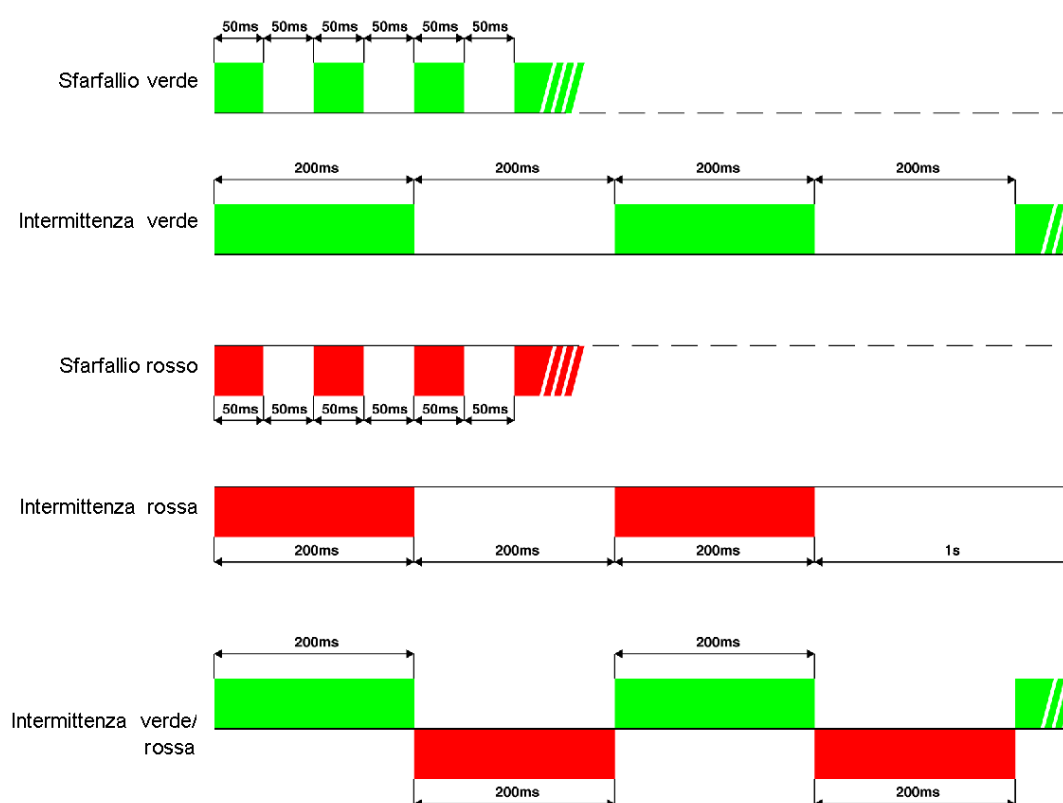 50ms 50ms 50ms 50ms 50ms 50ms
Sfarfallio verde
200ms 200ms 200ms 200ms
Intermittenza verde
Sfarfallio rosso
50ms 50ms 50ms 50ms 50ms 50ms
Intermittenza rossa
200ms 200ms 200ms 1s
200ms 200ms
Intermittenza verde/
rossa
200ms 200ms